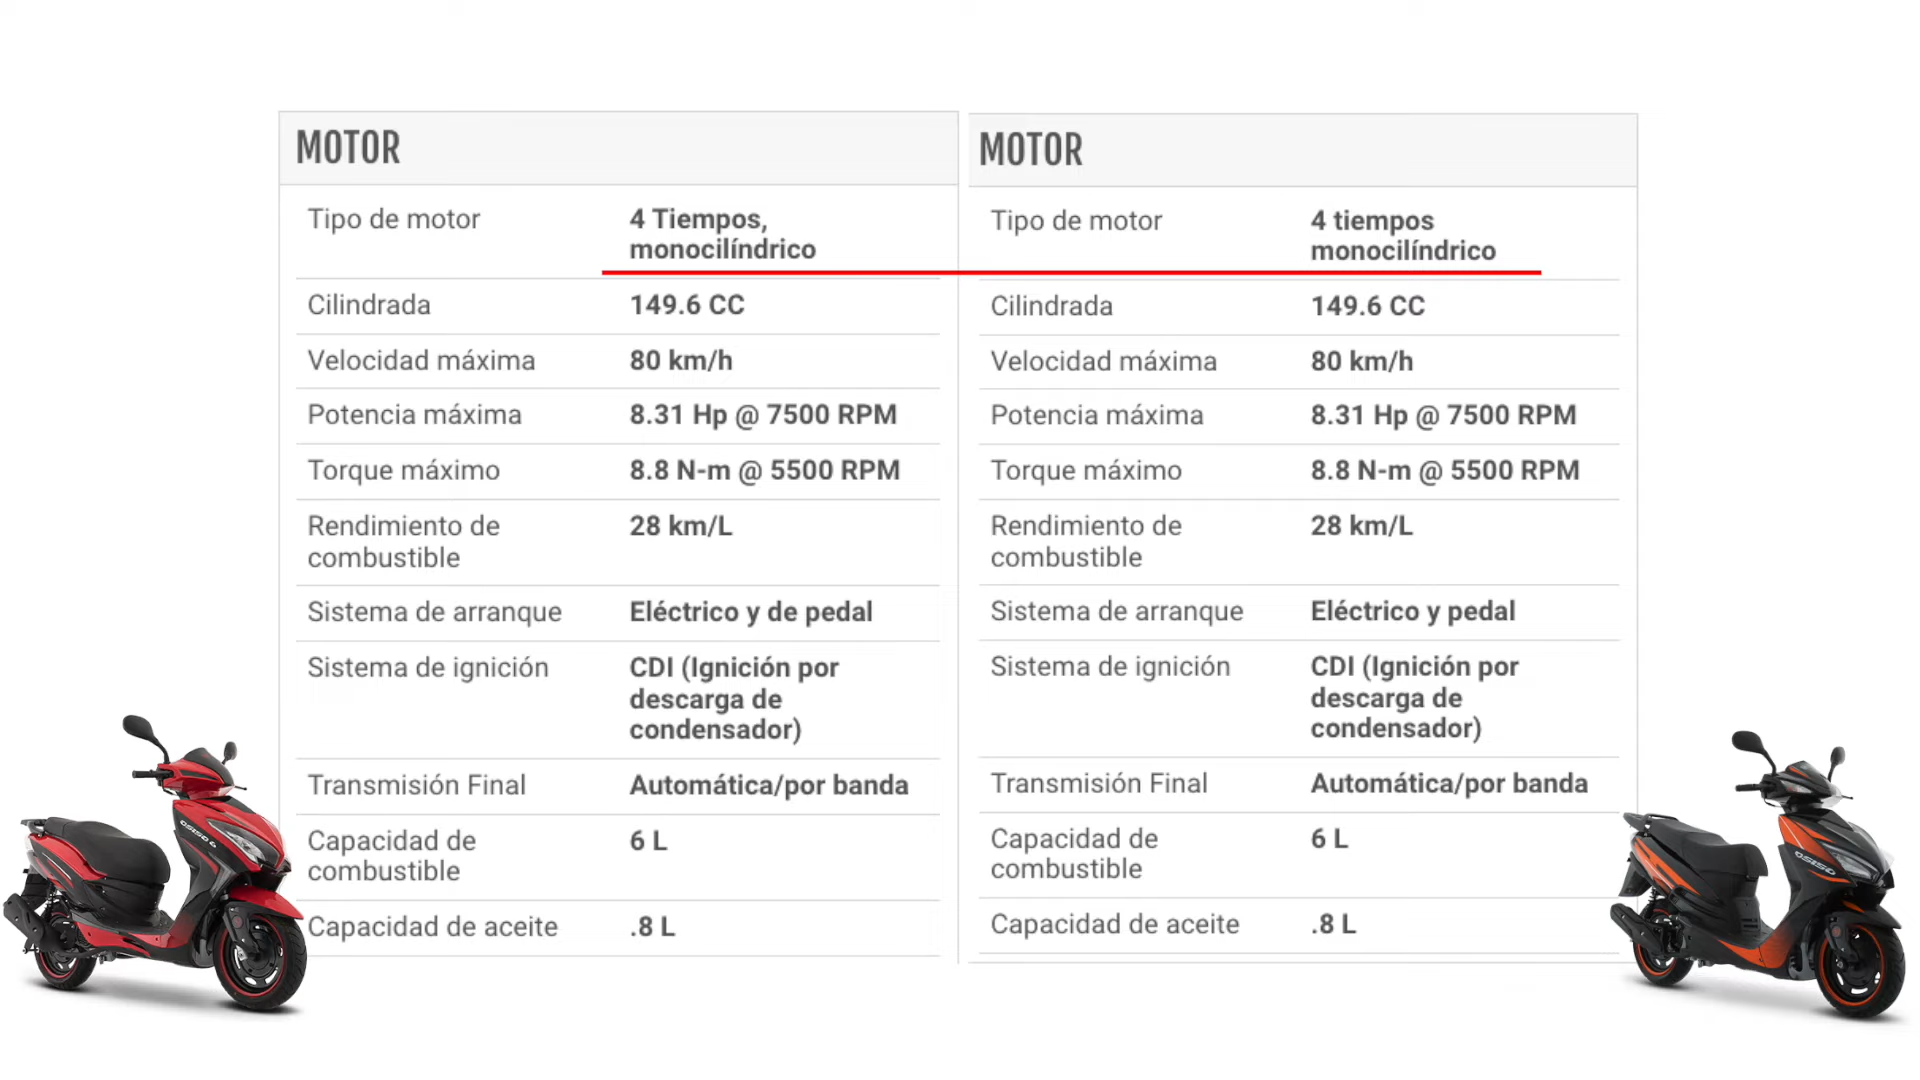 MOTOR
Tipo de motor
4 Tiempos,
monocilíndrico
Cilindrada
149.6 CC
Velocidad máxima
80 km/h
Potencia máxima
8.31 Hp @ 7500 RPM
Torque máximo
8.8 N-m @ 5500 RPM
Rendimiento de
combustible
28 km/L
Sistema de arranque
Eléctrico y de pedal
Sistema de ignición
CDI (Ignición por
descarga de
condensador)
Transmisión Final
Automática/por banda
Capacidad de
combustible
6 L
Capacidad de aceite
.8 L
MOTOR
Tipo de motor
4 tiempos
monocilíndrico
Cilindrada
149.6 CC
Velocidad máxima
80 km/h
Potencia máxima
8.31 Hp @ 7500 RPM
Torque máximo
8.8 N-m @ 5500 RPM
Rendimiento de
combustible
28 km/L
Sistema de arranque
Eléctrico y pedal
Sistema de ignición
CDI (Ignición por
descarga de
condensador)
Transmisión Final
Automática/por banda
Capacidad de
combustible
6 L
Capacidad de aceite
.8 L